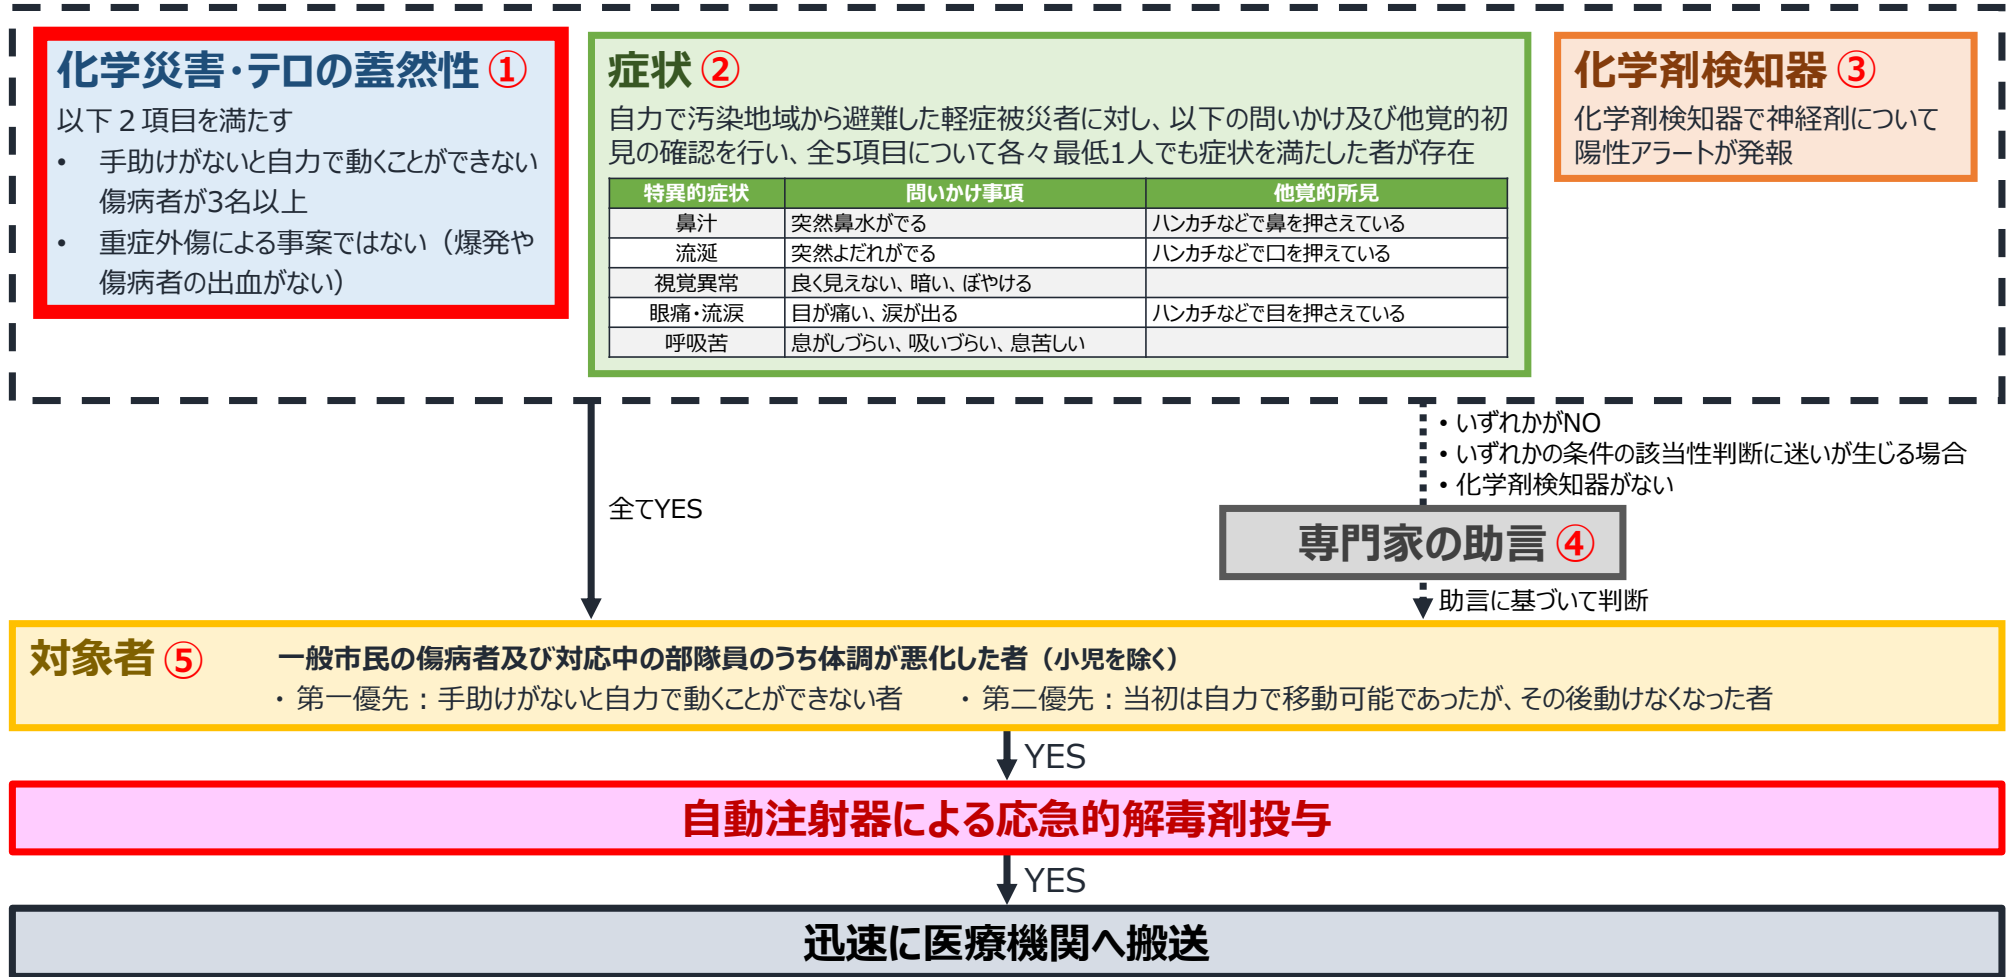 化学災害・テロの蓋然性 ①
以下２項目を満たす
• 手助けがないと自力で動くことができない
傷病者が3名以上
• 重症外傷による事案ではない（爆発や
傷病者の出血がない）
症状 ②
自力で汚染地域から避難した軽症被災者に対し、以下の問いかけ及び他覚的初
見の確認を行い、全5項目について各々最低1人でも症状を満たした者が存在
特異的症状 問いかけ事項 他覚的所見
鼻汁 突然鼻水がでる ハンカチなどで鼻を押さえている
流涎 突然よだれがでる ハンカチなどで口を押えている
視覚異常 良く見えない、暗い、ぼやける
眼痛・流涙 目が痛い、涙が出る ハンカチなどで目を押さえている
呼吸苦 息がしづらい、吸いづらい、息苦しい
化学剤検知器 ③
化学剤検知器で神経剤について
陽性アラートが発報
全てYES
• いずれかがNO
• いずれかの条件の該当性判断に迷いが生じる場合
• 化学剤検知器がない
専門家の助言 ④
助言に基づいて判断
対象者 ⑤
一般市民の傷病者及び対応中の部隊員のうち体調が悪化した者（小児を除く）
・第一優先：手助けがないと自力で動くことができない者 ・第二優先：当初は自力で移動可能であったが、その後動けなくなった者
YES
自動注射器による応急的解毒剤投与
YES
迅速に医療機関へ搬送